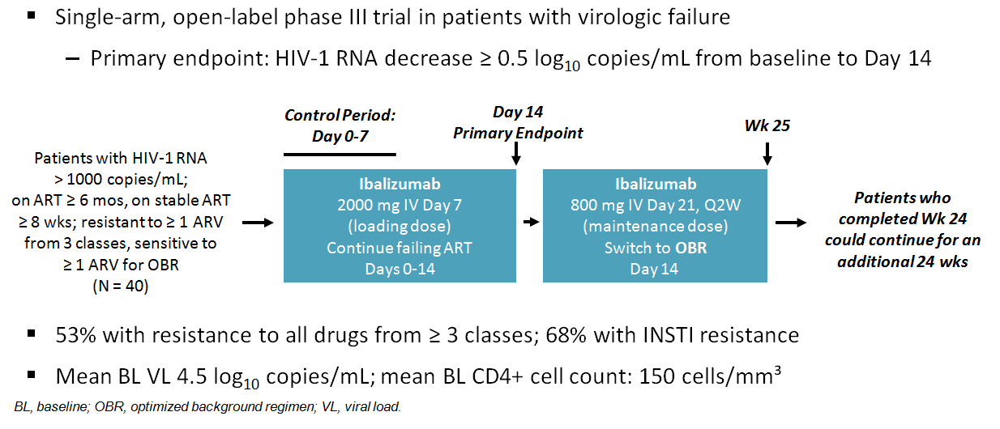 ▪ Single-arm, open-label phase III trial in patients with virologic failure
– Primary endpoint: HIV-1 RNA decrease ≥ 0.5 log₁₀ copies/mL from baseline to Day 14
Control Period:
Day 0-7
Day 14
Primary Endpoint
Wk 25
Patients with HIV-1 RNA
> 1000 copies/mL;
on ART ≥ 6 mos, on stable ART
≥ 8 wks; resistant to ≥ 1 ARV
from 3 classes, sensitive to
≥ 1 ARV for OBR
(N = 40)
Ibalizumab
2000 mg IV Day 7
(loading dose)
Continue failing ART
Days 0-14
Ibalizumab
800 mg IV Day 21, Q2W
(maintenance dose)
Switch to OBR
Day 14
Patients who
completed Wk 24
could continue for an
additional 24 wks
▪ 53% with resistance to all drugs from ≥ 3 classes; 68% with INSTI resistance
▪ Mean BL VL 4.5 log₁₀ copies/mL; mean BL CD4+ cell count: 150 cells/mm³
BL, baseline; OBR, optimized background regimen; VL, viral load.